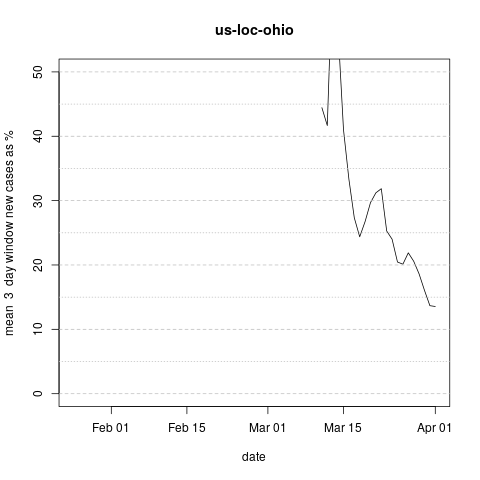 us-loc-ohio
mean  3  day window new cases as %
50
40
30
20
10
0
Feb 01
Feb 15
Mar 01
Mar 15
Apr 01
date